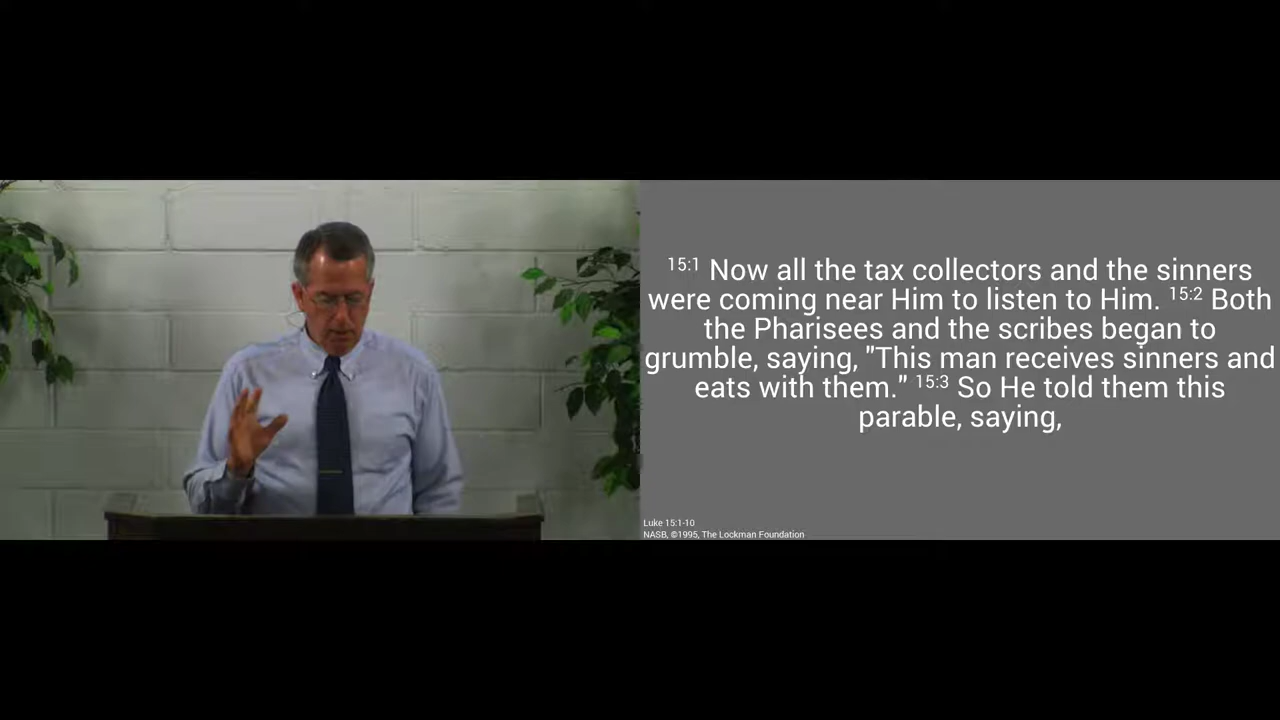 15:1 Now all the tax collectors and the sinners
were coming near Him to listen to Him. 15:2 Both
the Pharisees and the scribes began to
grumble, saying, "This man receives sinners and
eats with them." 15:3 So He told them this
parable, saying,
Luke 15:1-10
NASB, ©1995, The Lockman Foundation